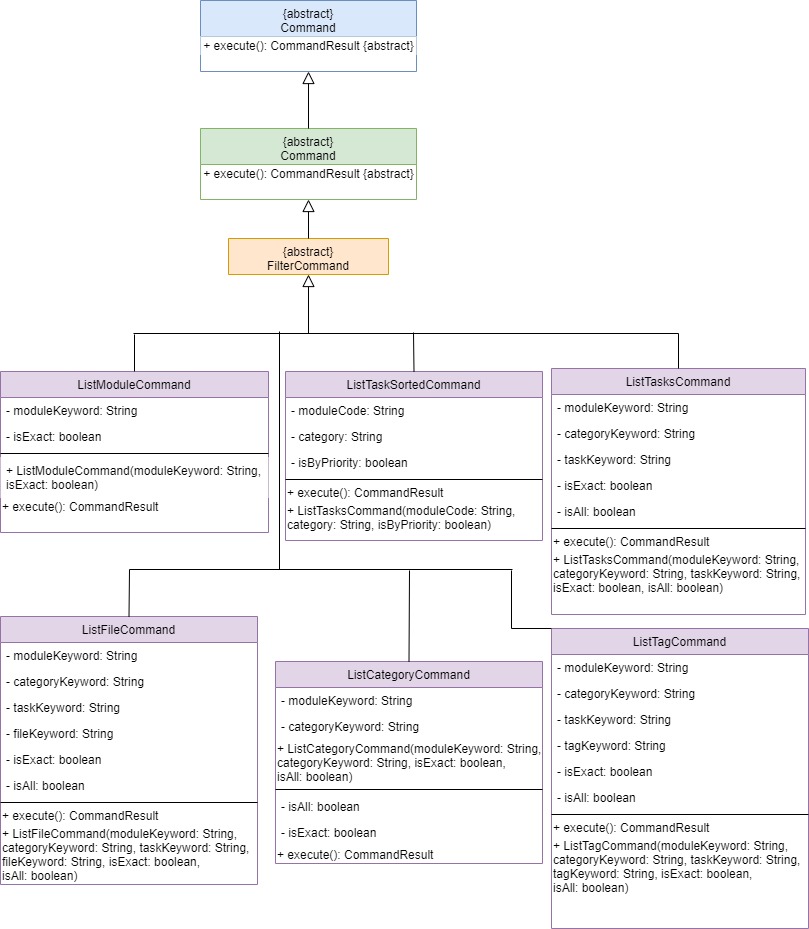 {abstract}
Command
+ execute(): CommandResult {abstract}
{abstract}
Command
+ execute(): CommandResult {abstract}
{abstract}
FilterCommand
ListModuleCommand
- moduleKeyword: String
- isExact: boolean
+ ListModuleCommand(moduleKeyword: String,
isExact: boolean)
+ execute(): CommandResult
ListTaskSortedCommand
- moduleCode: String
- category: String
- isByPriority: boolean
+ execute(): CommandResult
+ ListTasksCommand(moduleCode: String,
category: String, isByPriority: boolean)
ListTasksCommand
- moduleKeyword: String
- categoryKeyword: String
- taskKeyword: String
- isExact: boolean
- isAll: boolean
+ execute(): CommandResult
+ ListTasksCommand(moduleKeyword: String,
categoryKeyword: String, taskKeyword: String,
isExact: boolean, isAll: boolean)
ListFileCommand
- moduleKeyword: String
- categoryKeyword: String
- taskKeyword: String
- fileKeyword: String
- isExact: boolean
- isAll: boolean
+ execute(): CommandResult
+ ListFileCommand(moduleKeyword: String,
categoryKeyword: String, taskKeyword: String,
fileKeyword: String, isExact: boolean,
isAll: boolean)
ListCategoryCommand
- moduleKeyword: String
- categoryKeyword: String
+ ListCategoryCommand(moduleKeyword: String,
categoryKeyword: String, isExact: boolean,
isAll: boolean)
- isAll: boolean
- isExact: boolean
+ execute(): CommandResult
ListTagCommand
- moduleKeyword: String
- categoryKeyword: String
- taskKeyword: String
- tagKeyword: String
- isExact: boolean
- isAll: boolean
+ execute(): CommandResult
+ ListTagCommand(moduleKeyword: String,
categoryKeyword: String, taskKeyword: String,
tagKeyword: String, isExact: boolean,
isAll: boolean)